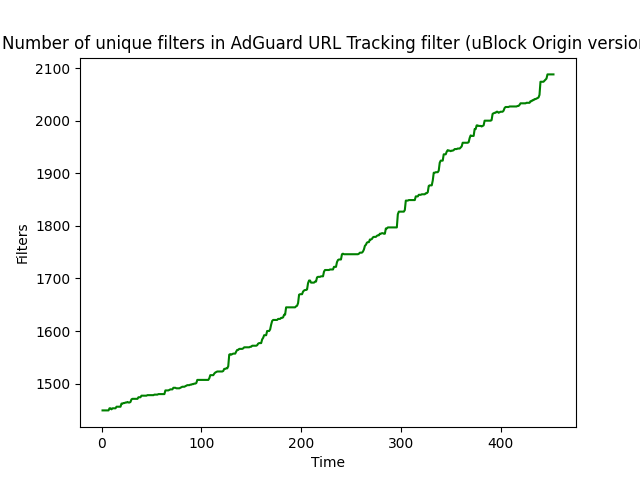 Number of unique filters in AdGuard URL Tracking filter (uBlock Origin version
2100
2000
1900
1800
1700
1600
1500
Filters
0 100 200 300 400
Time